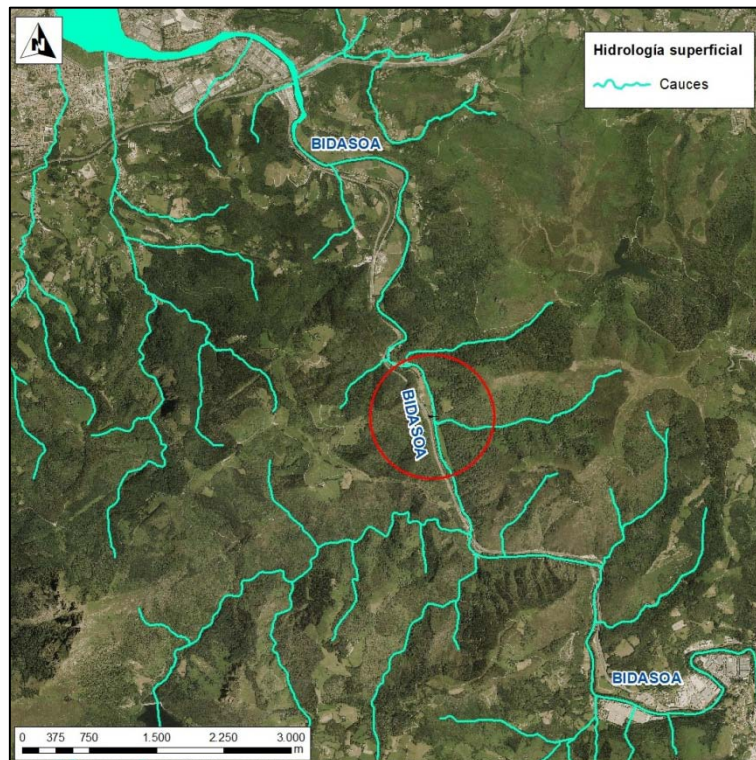 N
Hidrología superficial
Cauces
BIDASOA
BIDASOA
BIDASOA
0 375 750 1.500 2.250 3.000
m